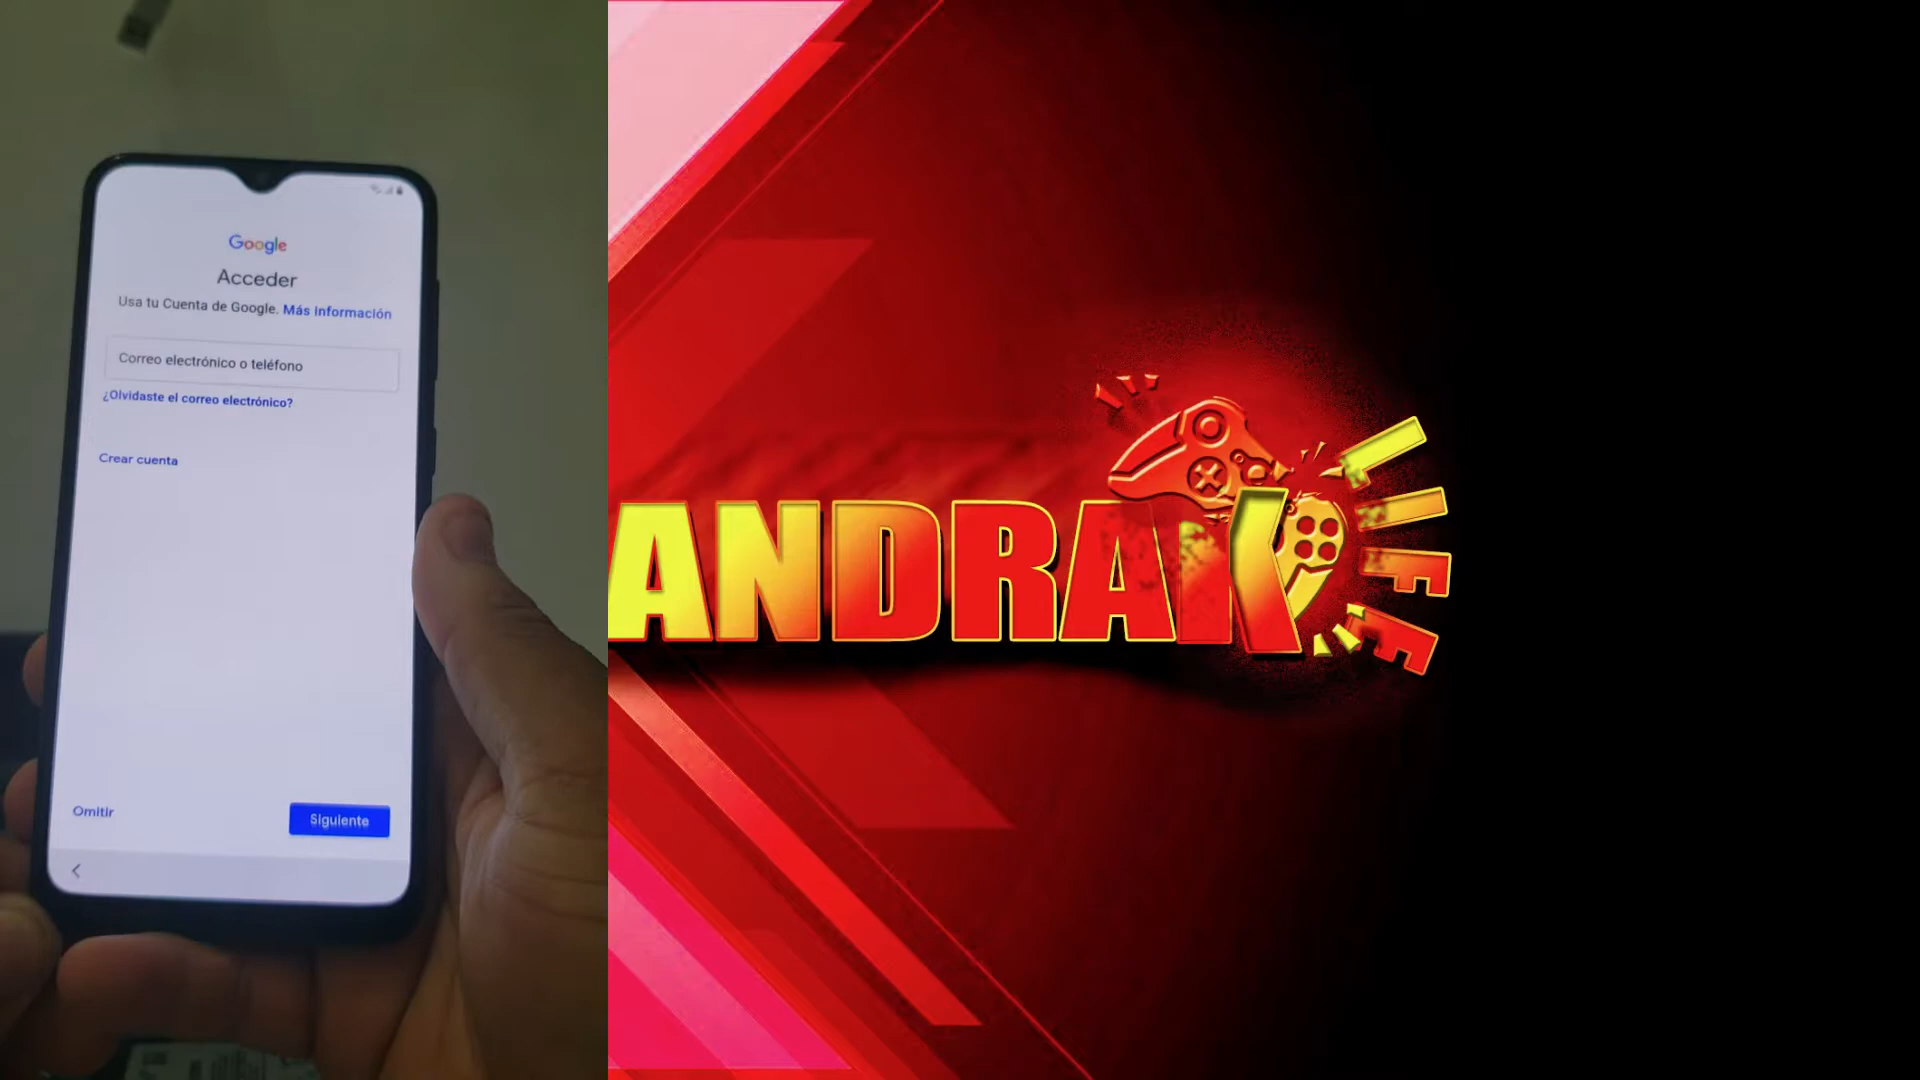 Google
Acceder
Usa tu Cuenta de Google. Más información
Correo electrónico o teléfono
¿Olvidaste el correo electrónico?
Crear cuenta
Omitir
Siguiente
ANDRAK
LIFE